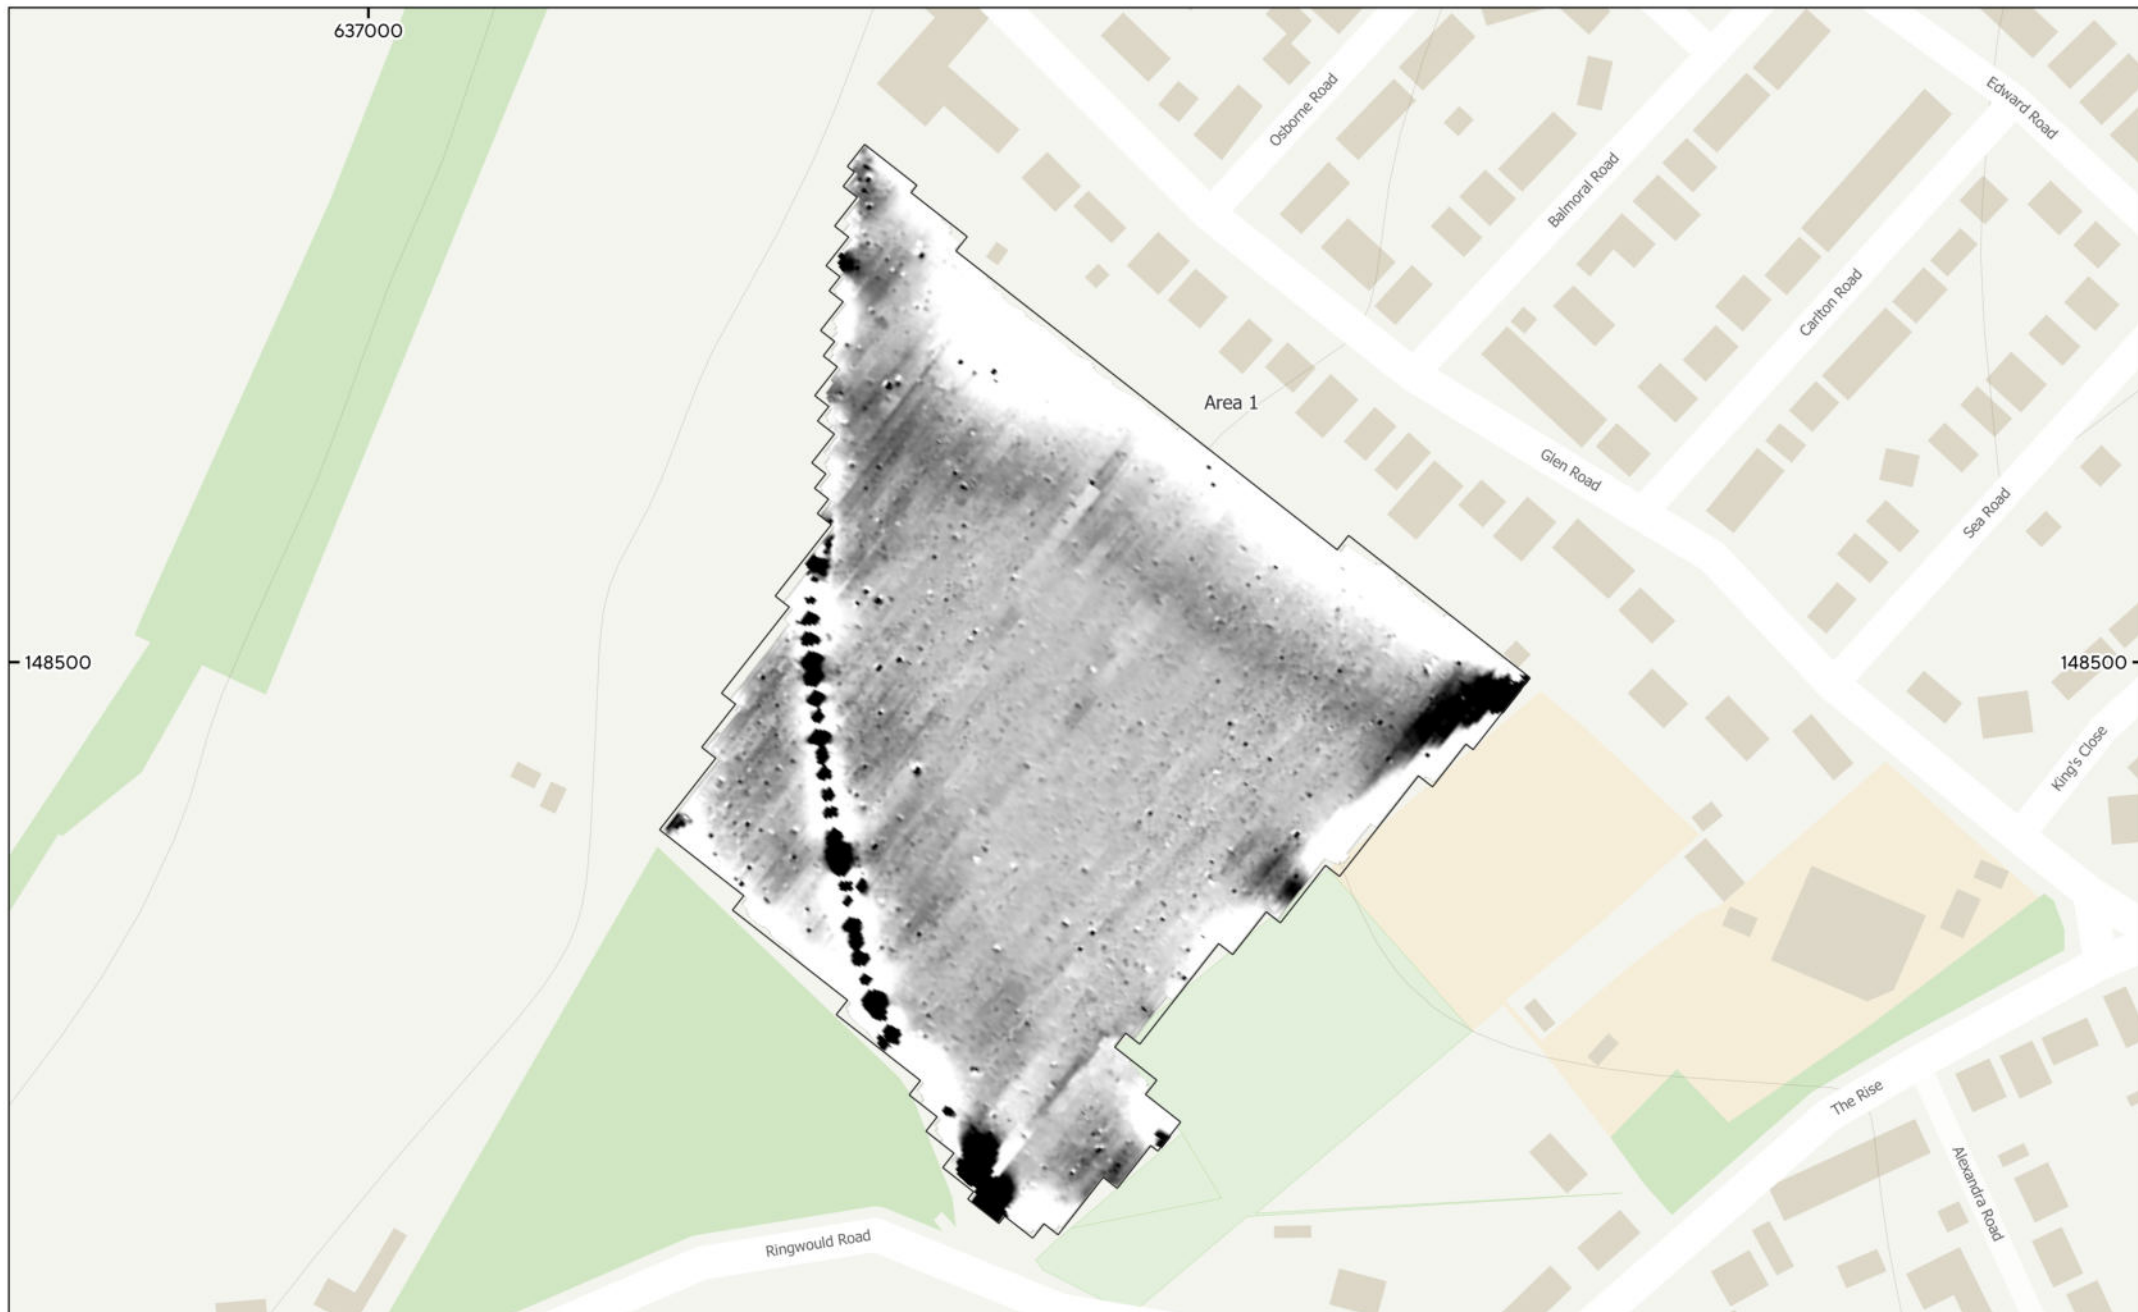 637000
Osborne Road
Edward Road
Balmoral Road
Carlton Road
Area 1
Glen Road
Sea Road
148500
148500
King's Close
The Rise
Alexandra Road
Ringwould Road